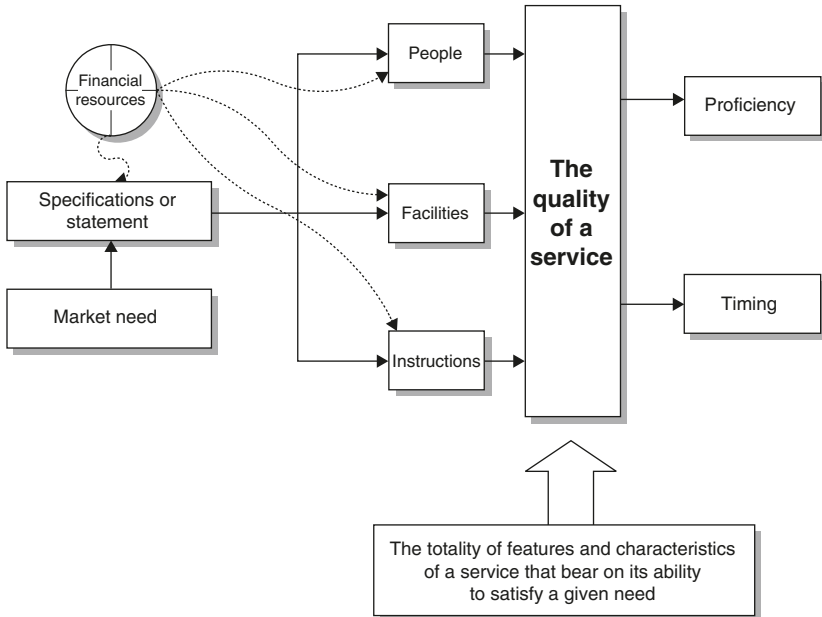 Financial
resources
Specifications or
statement
Market need
People
Facilities
Instructions
The
quality
of a
service
Proficiency
Timing
The totality of features and characteristics
of a service that bear on its ability
to satisfy a given need